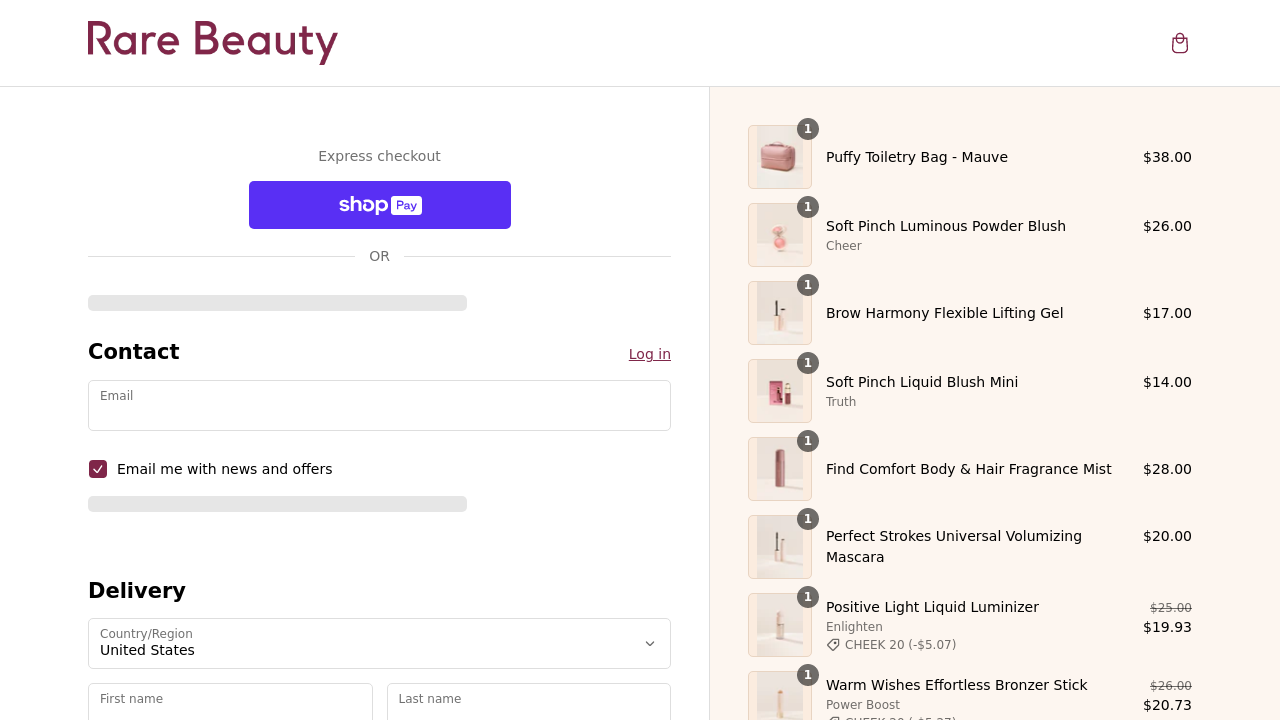 Rare Beauty
Express checkout
shop Pay
OR
Contact
Log in
Email
Email me with news and offers
Delivery
Country/Region
United States
First name
Last name
1
Puffy Toiletry Bag - Mauve
$38.00
1
Soft Pinch Luminous Powder Blush
$26.00
Cheer
1
Brow Harmony Flexible Lifting Gel
$17.00
1
Soft Pinch Liquid Blush Mini
$14.00
Truth
1
Find Comfort Body & Hair Fragrance Mist
$28.00
1
Perfect Strokes Universal Volumizing
Mascara
$20.00
1
Positive Light Liquid Luminizer
$25.00
Enlighten
$19.93
CHEEK 20 (-$5.07)
1
Warm Wishes Effortless Bronzer Stick
$26.00
Power Boost
$20.73
CHEEK 20 (-$5.27)